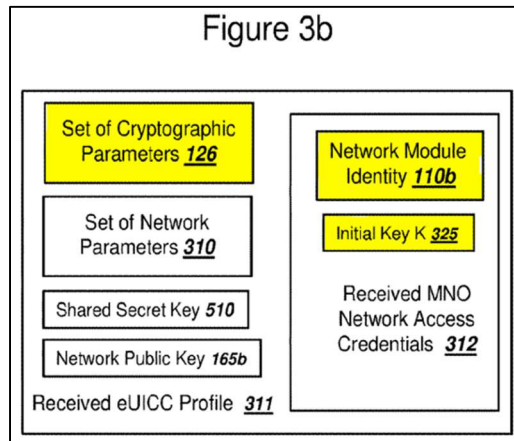 Figure 3b
Set of Cryptographic
Parameters 126
Set of Network
Parameters 310
Shared Secret Key 510
Network Public Key 165b
Received eUICC Profile 311
Network Module
Identity 110b
Initial Key K 325
Received MNO
Network Access
Credentials 312